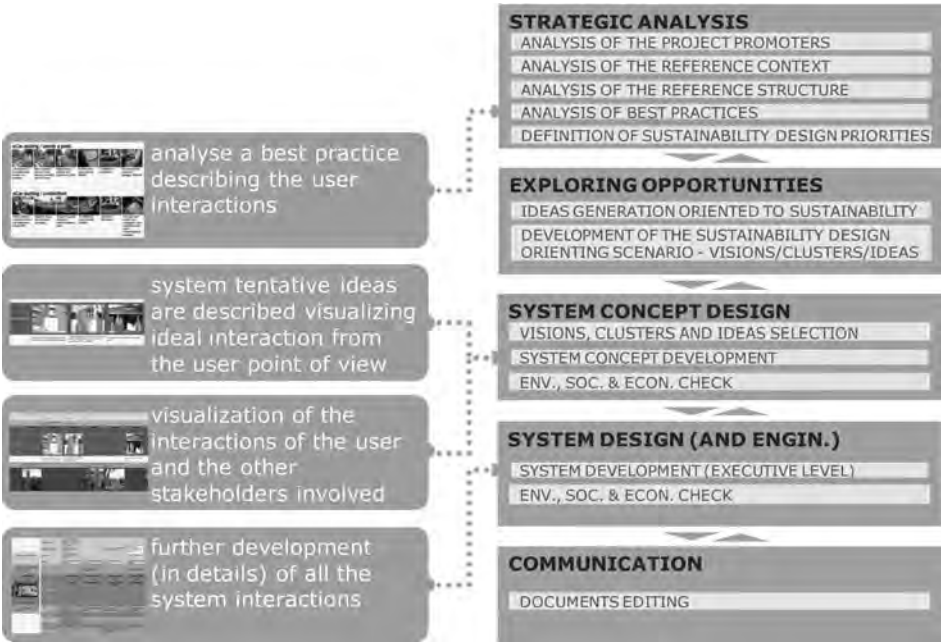 analyse a best practice
describing the user
interactions
system tentative ideas
are described visualizing
ideal interaction from
the user point of view
visualization of the
interactions of the user
and the other
stakeholders involved
further development
(in details) of all the
system interactions
STRATEGIC ANALYSIS
ANALYSIS OF THE PROJECT PROMOTERS
ANALYSIS OF THE REFERENCE CONTEXT
ANALYSIS OF THE REFERENCE STRUCTURE
ANALYSIS OF BEST PRACTICES
DEFINITION OF SUSTAINABILITY DESIGN PRIORITIES
EXPLORING OPPORTUNITIES
IDEAS GENERATION ORIENTED TO SUSTAINABILITY
DEVELOPMENT OF THE SUSTAINABILITY DESIGN
ORIENTING SCENARIO - VISIONS/CLUSTERS/IDEAS
SYSTEM CONCEPT DESIGN
VISIONS, CLUSTERS AND IDEAS SELECTION
SYSTEM CONCEPT DEVELOPMENT
ENV., SOC. & ECON. CHECK
SYSTEM DESIGN (AND ENGIN.)
SYSTEM DEVELOPMENT (EXECUTIVE LEVEL)
ENV., SOC. & ECON. CHECK
COMMUNICATION
DOCUMENTS EDITING